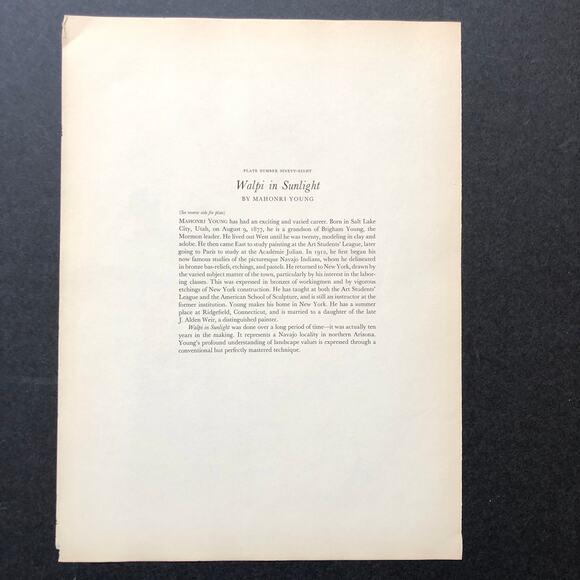 PLATE NUMBER NINETY-EIGHT
Walpi in Sunlight
BY MAHONRI YOUNG
(See reverse side for plate)
MAHONRI YOUNG has had an exciting and varied career. Born in Salt Lake
City, Utah, on August 9, 1877, he is a grandson of Brigham Young, the
Mormon leader. He lived out West until he was twenty, modeling in clay and
adobe. He then came East to study painting at the Art Students' League, later
going to Paris to study at the Académie Julian. In 1912, he first began his
now famous studies of the picturesque Navajo Indians, whom he delineated
in bronze bas-reliefs, etchings, and pastels. He returned to New York, drawn by
the varied subject matter of the town, particularly by his interest in the labor-
ing classes. This was expressed in bronzes of workingmen and by vigorous
etchings of New York construction. He has taught at both the Art Students'
League and the American School of Sculpture, and is still an instructor at the
former institution. Young makes his home in New York. He has a summer
place at Ridgefield, Connecticut, and is married to a daughter of the late
J. Alden Weir, a distinguished painter.
Walpi in Sunlight was done over a long period of time—it was actually ten
years in the making. It represents a Navajo locality in northern Arizona.
Young's profound understanding of landscape values is expressed through a
conventional but perfectly mastered technique.